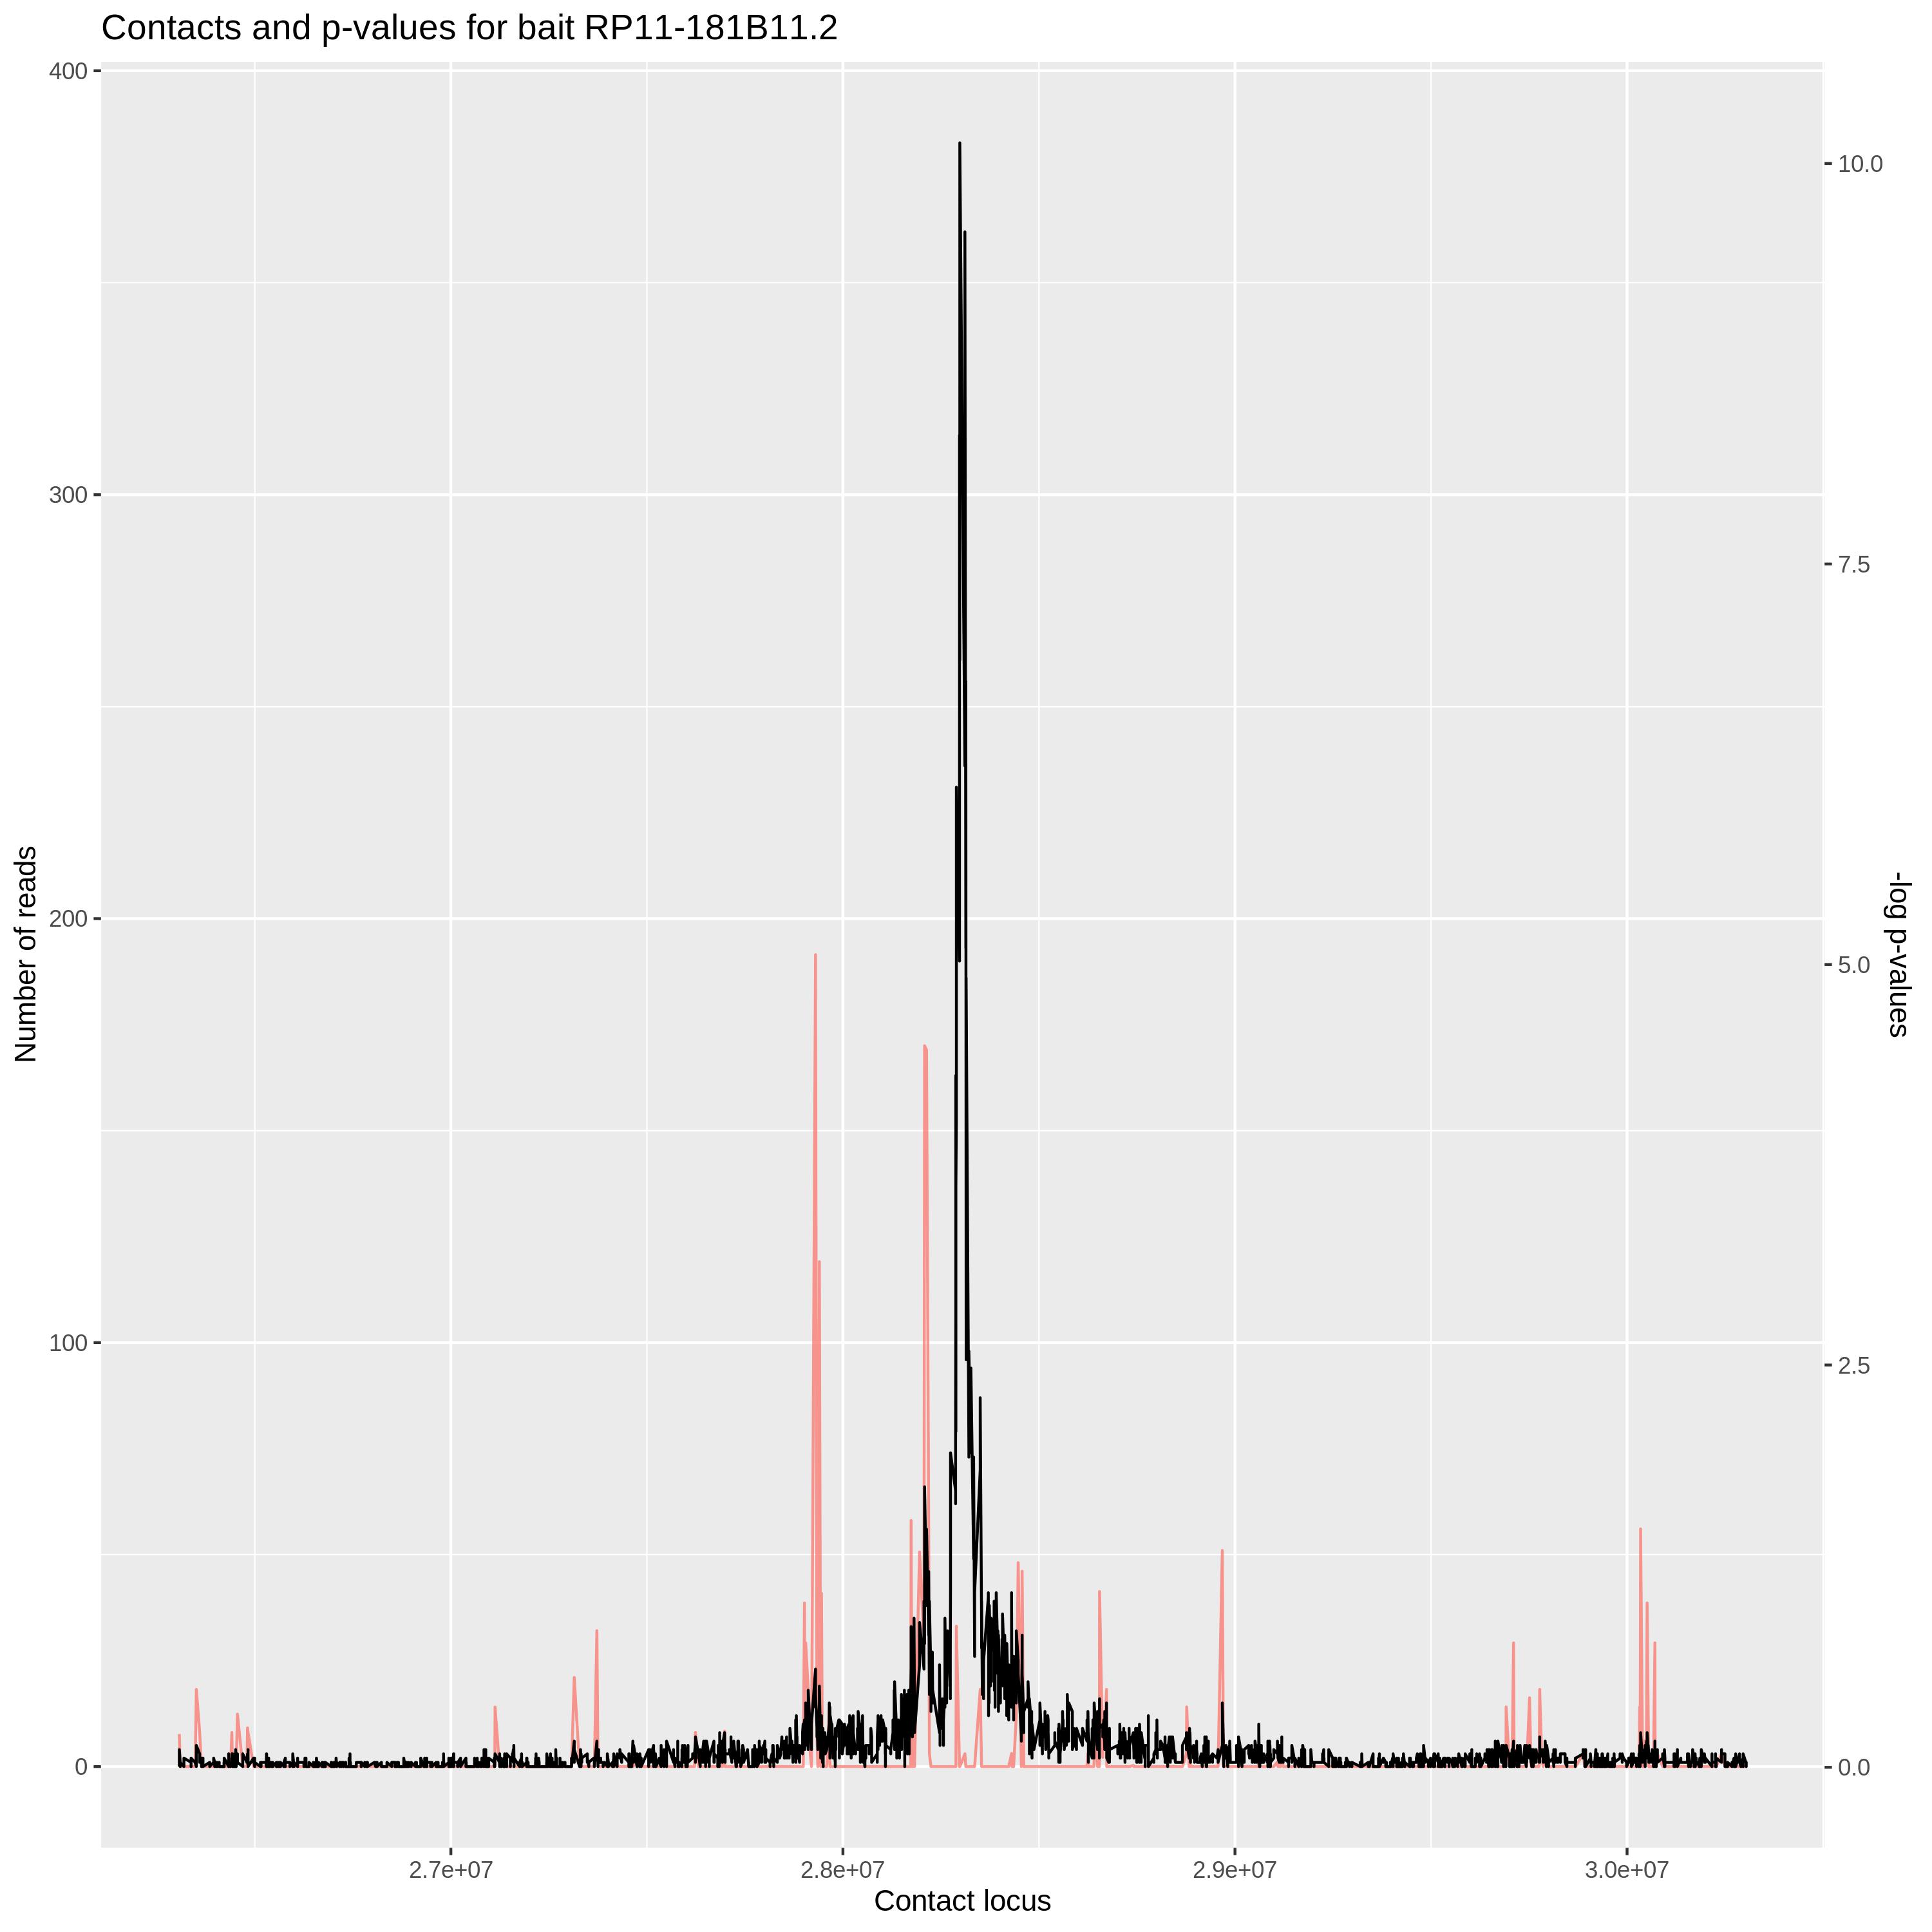 Contacts and p-values for bait RP11-181B11.2
400
300
200
100
0
Number of reads
10.0
7.5
5.0
2.5
0.0
-log p-values
2.7e+07
2.8e+07
2.9e+07
3.0e+07
Contact locus